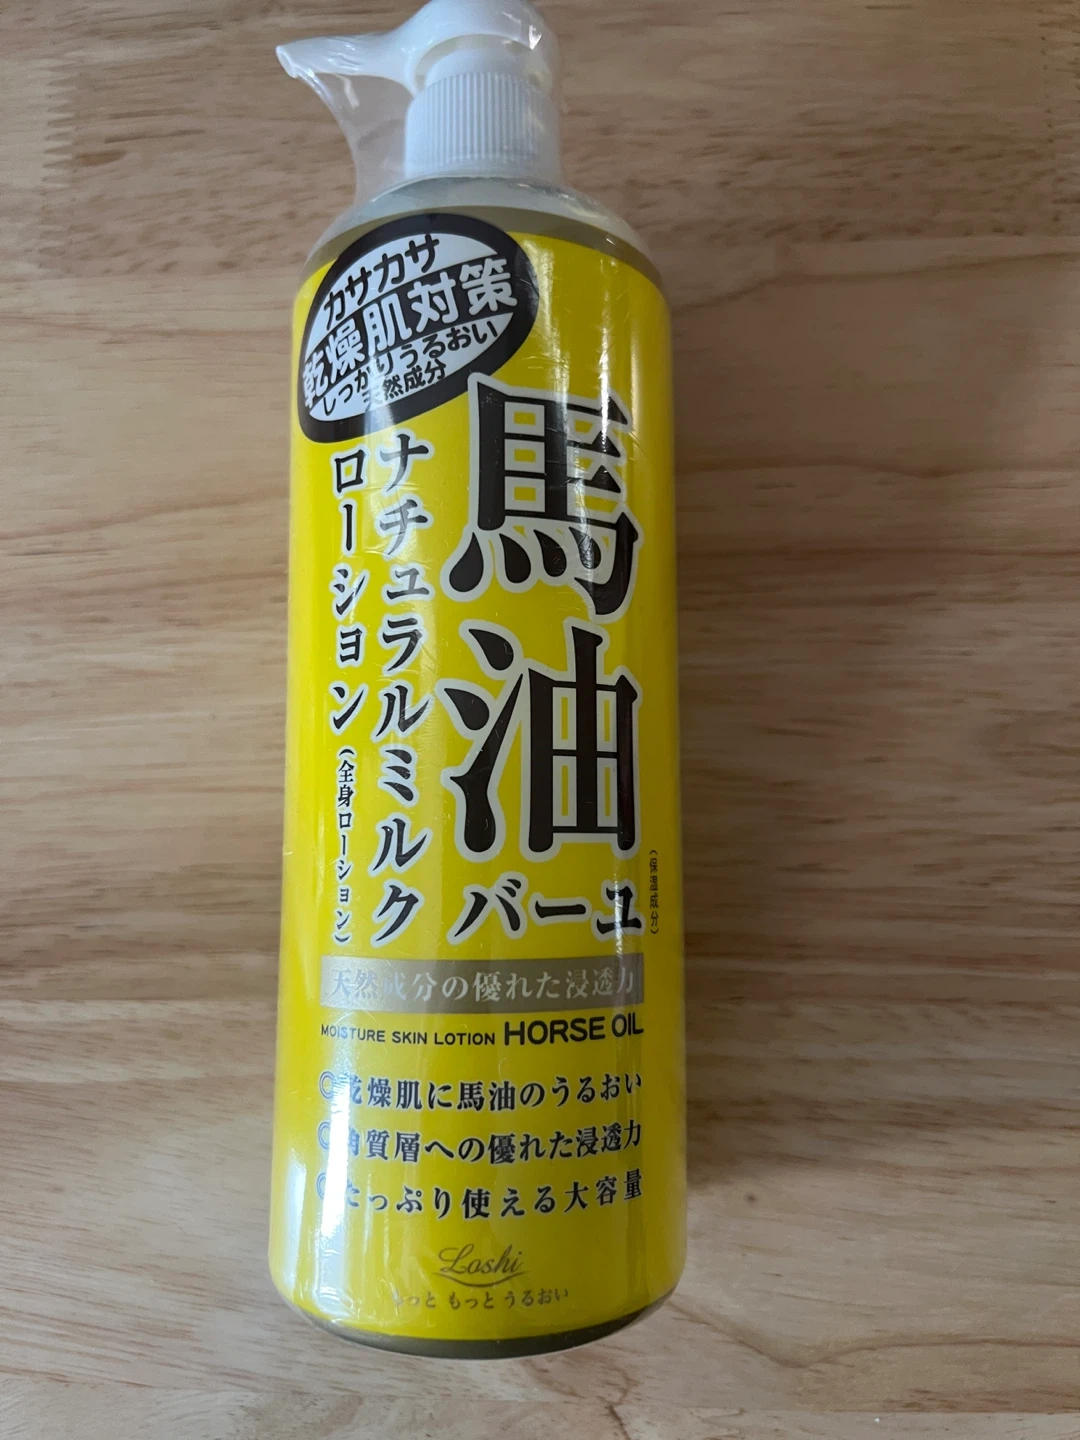 カサカサ
乾燥肌対策
しっかりうるおい
天然成分
馬油
バーユ
(保湿成分)
ナチュラルミルク
ローション(全身ローション)
天然成分の優れた浸透力
MOISTURE SKIN LOTION HORSE OIL
◎乾燥肌に馬油のうるおい
◎角質層への優れた浸透力
◎たっぷり使える大容量
Loshi
もっと もっと うるおい